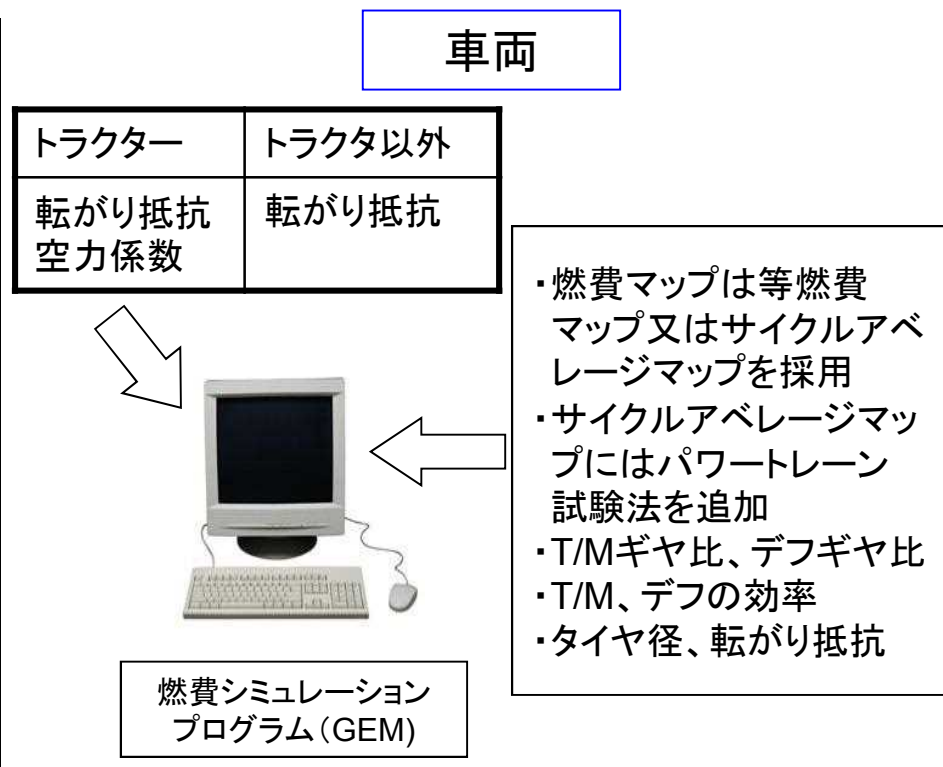 車両
トラクター
トラクタ以外
転がり抵抗
空力係数
転がり抵抗
・燃費マップは等燃費
マップ又はサイクルアベ
レージマップを採用
・サイクルアベレージマッ
プにはパワートレーン
試験法を追加
・T/Mギヤ比、デフギヤ比
・T/M、デフの効率
・タイヤ径、転がり抵抗
燃費シミュレーション
プログラム(GEM)